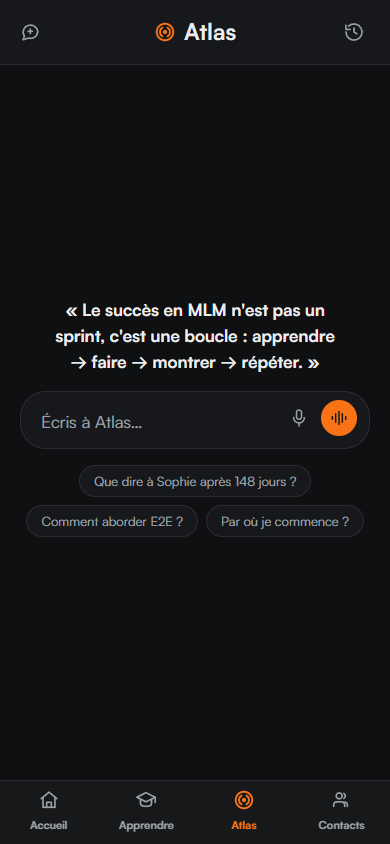 Atlas
« Le succès en MLM n'est pas un
sprint, c'est une boucle : apprendre
→ faire → montrer → répéter. »
Écris à Atlas...
Que dire à Sophie après 148 jours ?
Comment aborder E2E ?
Par où je commence ?
Accueil
Apprendre
Atlas
Contacts